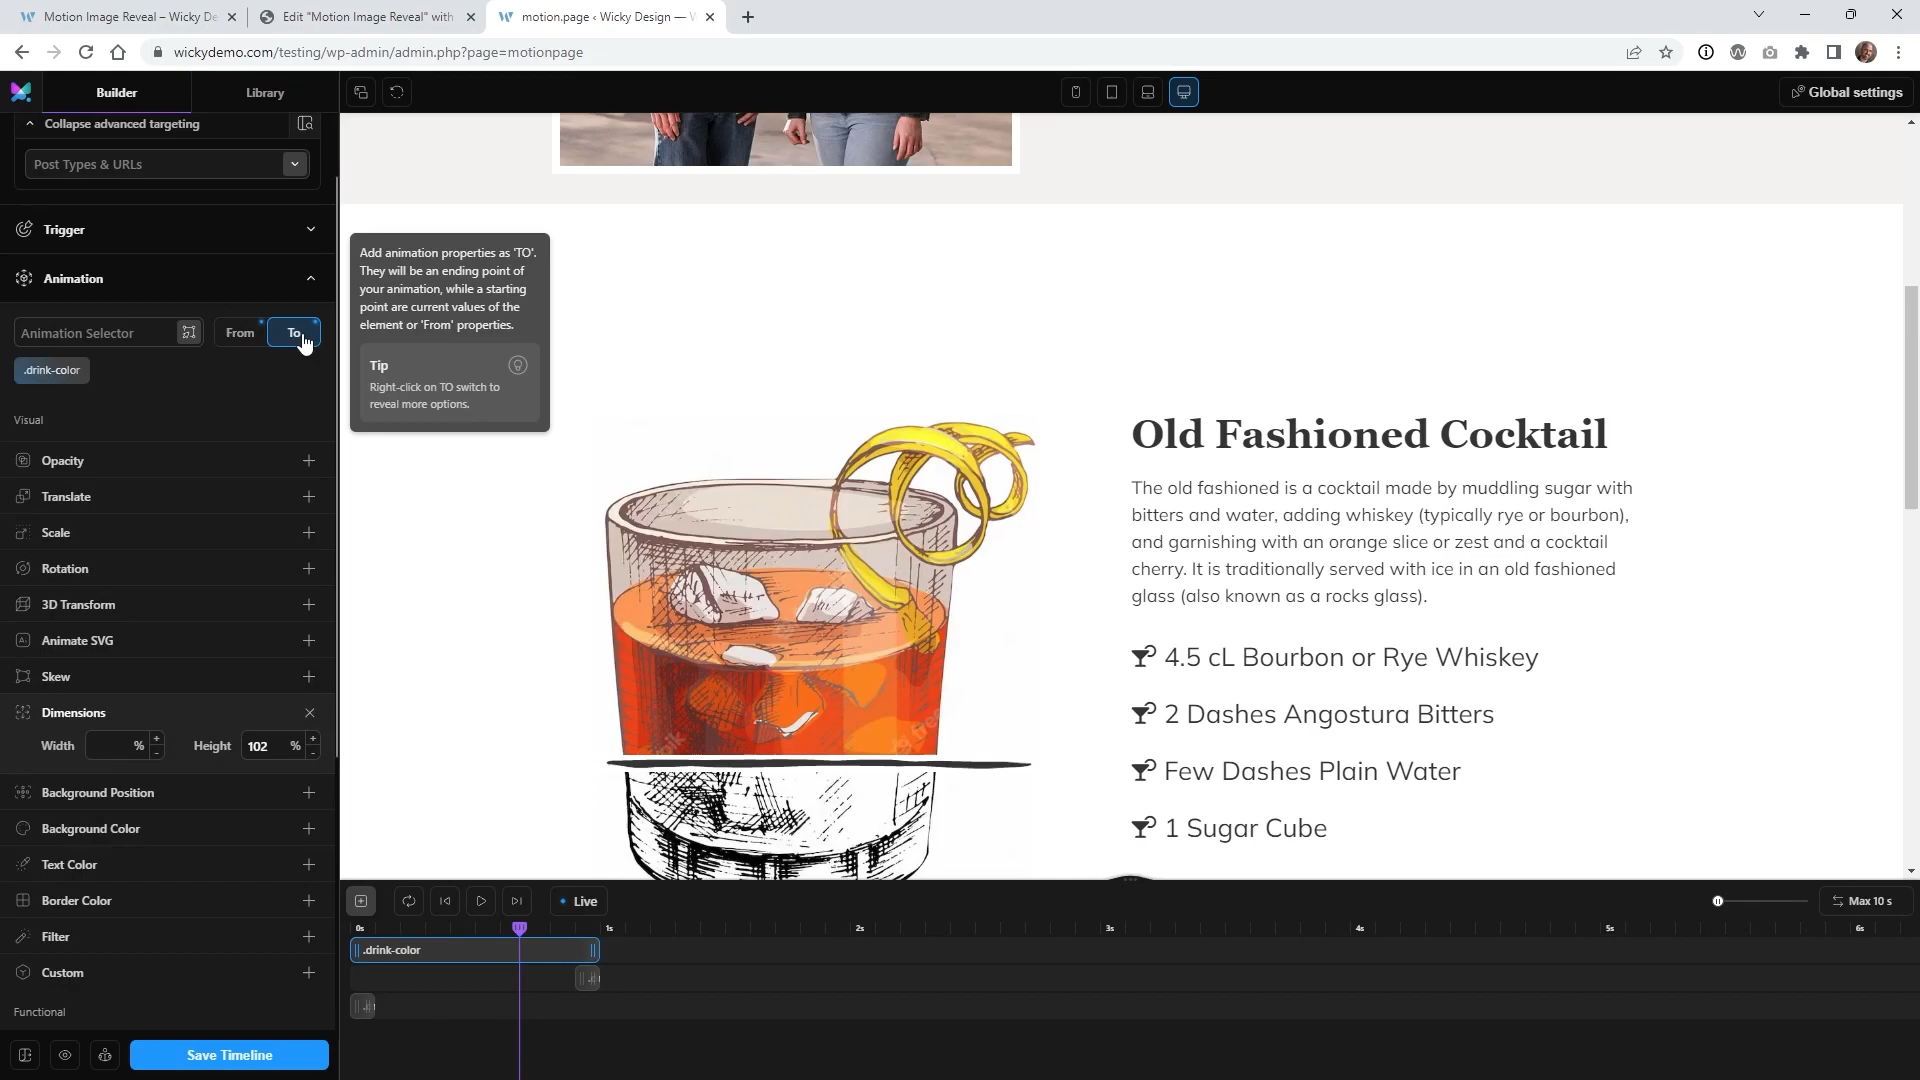 Motion Image Reveal – Wicky De
Edit "Motion Image Reveal" with
motion.page ‹ Wicky Design — W
wickydemo.com/testing/wp-admin/admin.php?page=motionpage
Builder
Library
Global settings
Collapse advanced targeting
Post Types & URLs
Trigger
Animation
Animation Selector
From
To
.drink-color
Add animation properties as 'TO'.
They will be an ending point of
your animation, while a starting
point are current values of the
element or 'From' properties.
Tip
Right-click on TO switch to
reveal more options.
Visual
Opacity
Translate
Scale
Rotation
3D Transform
Animate SVG
Skew
Dimensions
Width % Height 102 %
Background Position
Background Color
Text Color
Border Color
Filter
Custom
Functional
Save Timeline
Old Fashioned Cocktail
The old fashioned is a cocktail made by muddling sugar with
bitters and water, adding whiskey (typically rye or bourbon),
and garnishing with an orange slice or zest and a cocktail
cherry. It is traditionally served with ice in an old fashioned
glass (also known as a rocks glass).
4.5 cL Bourbon or Rye Whiskey
2 Dashes Angostura Bitters
Few Dashes Plain Water
1 Sugar Cube
Live
Max 10 s
0s 1s 2s 3s 4s 5s 6s
.drink-color